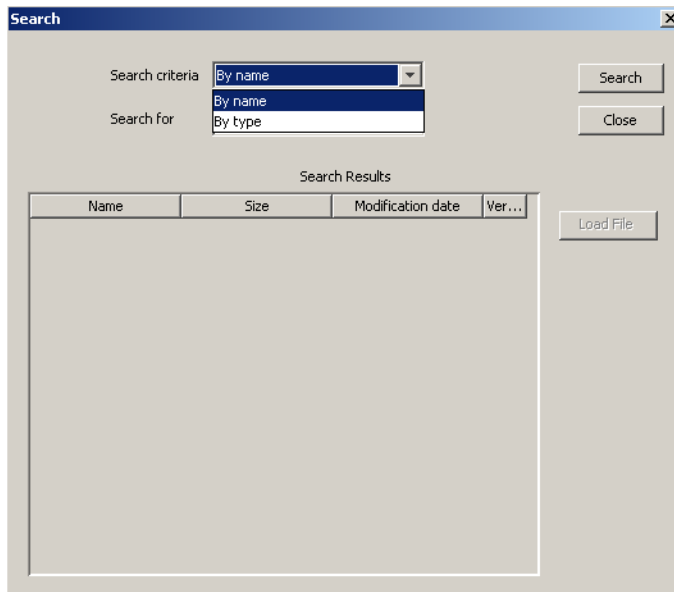 Search
Search criteria By name Search
By name
Search for By type Close
Search Results
Name Size Modification date Ver...
Load File